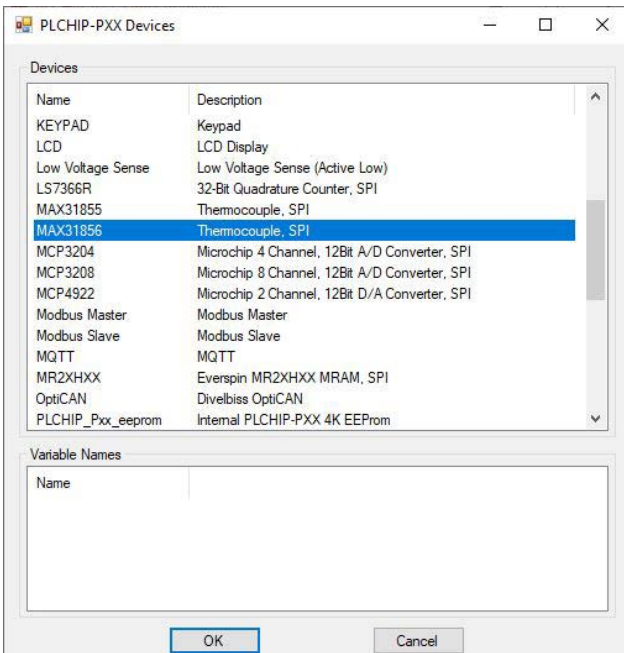 PLCHIP-PXX Devices
Devices
Name Description
KEYPAD Keypad
LCD LCD Display
Low Voltage Sense Low Voltage Sense (Active Low)
LS7366R 32-Bit Quadrature Counter, SPI
MAX31855 Thermocouple, SPI
MAX31856 Thermocouple, SPI
MCP3204 Microchip 4 Channel, 12Bit A/D Converter, SPI
MCP3208 Microchip 8 Channel, 12Bit A/D Converter, SPI
MCP4922 Microchip 2 Channel, 12Bit D/A Converter, SPI
Modbus Master Modbus Master
Modbus Slave Modbus Slave
MQTT MQTT
MR2XHXX Everspin MR2XHXX MRAM, SPI
OptiCAN Divelbiss OptiCAN
PLCHIP_Pxx_eeprom Internal PLCHIP-PXX 4K EEProm
Variable Names
Name
OK Cancel